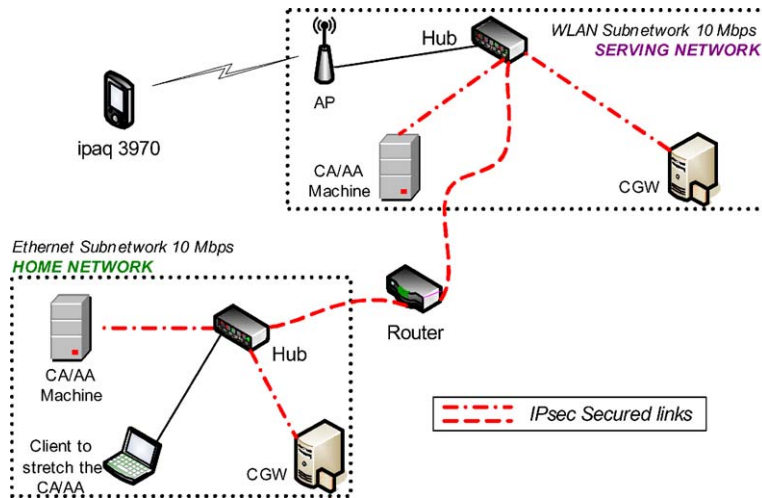 WLAN Subnetwork 10 Mbps
SERVING NETWORK
Hub
AP
ipaq 3970
CA/AA
Machine
CGW
Ethernet Subnetwork 10 Mbps
HOME NETWORK
Router
Hub
CA/AA
Machine
Client to
stretch the
CA/AA
CGW
IPsec Secured links